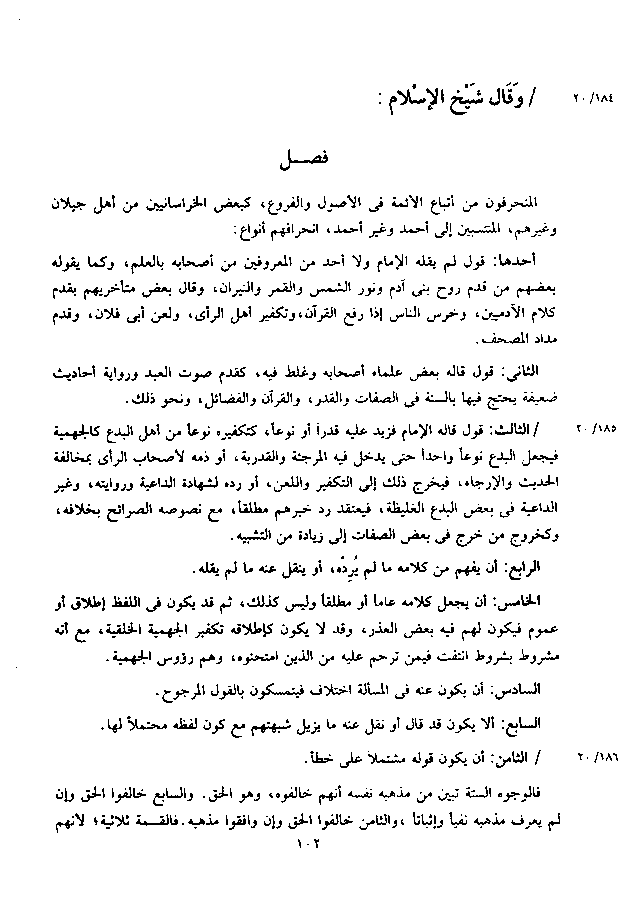 / وَقَال شَيْخ الإسْلام : ٢٠/١٨٤
فصــل
المنحرفون من أتباع الأئمة فى الأصول والفروع، كبعض الخراسانيين من أهل جيلان
وغيرهم، المنتسبين إلى أحمد وغير أحمد، انحرافهم أنواع:
أحدها: قول لم يقله الإمام ولا أحد من المعروفين من أصحابه بالعلم، وكما يقوله
بعضهم من قدم روح بنى آدم ونور الشمس والقمر والنيران، وقال بعض متأخريهم بقدم
كلام الآدميين، وخرس الناس إذا رفع القرآن،وتكفير أهل الرأى، ولعن أبى فلان، وقدم
مداد المصحف.
الثانى: قول قاله بعض علماء أصحابه وغلط فيه، كقدم صوت العبد ورواية أحاديث
ضعيفة يحتج فيها بالسنة فى الصفات والقدر، والقرآن والفضائل، ونحو ذلك.
/ الثالث: قول قاله الإمام فزيد عليه قدراً أو نوعاً، كتكفيره نوعاً من أهل البدع كالجهمية ٢٠/١٨٥
فيجعل البدع نوعاً واحداً حتى يدخل فيه المرجئة والقدرية، أو ذمه لأصحاب الرأى بمخالفة
الحديث والإرجاء، فيخرج ذلك إلى التكفير واللعن، أو رده لشهادة الداعية وروايته، وغير
الداعية فى بعض البدع الغليظة، فيعتقد رد خبرهم مطلقاً، مع نصوصه الصرائح بخلافه،
وكخروج من خرج فى بعض الصفات إلى زيادة من التشبيه.
الرابع: أن يفهم من كلامه ما لم يُرِدْه، أو ينقل عنه ما لم يقله.
الخامس: أن يجعل كلامه عاماً أو مطلقاً وليس كذلك، ثم قد يكون فى اللفظ إطلاق أو
عموم فيكون لهم فيه بعض العذر، وقد لا يكون كإطلاقه تكفير الجهمية الخلقية، مع أنه
مشروط بشروط انتفت فيمن ترحم عليه من الذين امتحنوه، وهم رؤوس الجهمية.
السادس: أن يكون عنه فى المسألة اختلاف فيتمسكون بالقول المرجوح.
السابع: ألا يكون قد قال أو نقل عنه ما يزيل شبهتهم مع كون لفظه محتملاً لها.
/ الثامن: أن يكون قوله مشتملاً على خطأ. ٢٠/١٨٦
فالوجوه الستة تبين من مذهبه نفسه أنهم خالفوه، وهو الحق. والسابع خالفوا الحق وإن
لم يعرف مذهبه نفياً وإثباتاً ،والثامن خالفوا الحق وإن وافقوا مذهبه.فالقسمة ثلاثية؛ لأنهم
١٠٢